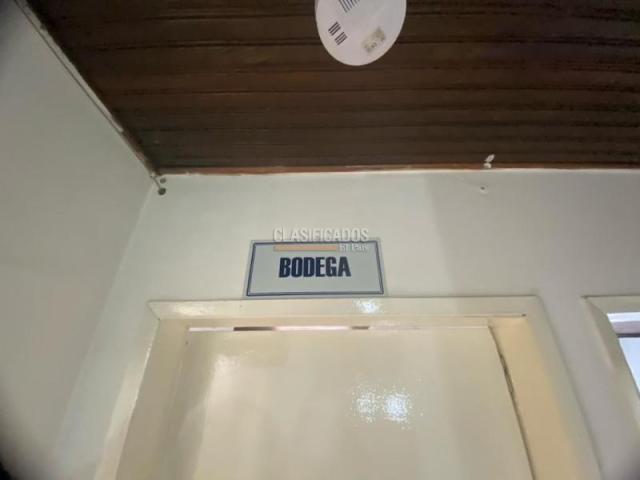 CLASIFICADOS
El País
BODEGA